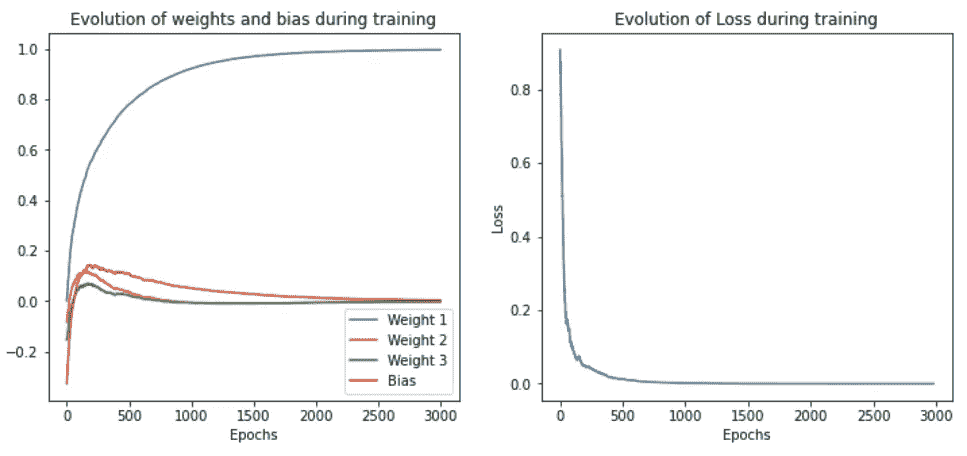 Evolution of weights and bias during training
1.0
0.8
0.6
0.4
0.2
0.0
−0.2
Weight 1
Weight 2
Weight 3
Bias
0 500 1000 1500 2000 2500 3000
Epochs
Evolution of Loss during training
Loss
0.8
0.6
0.4
0.2
0.0
0 500 1000 1500 2000 2500 3000
Epochs